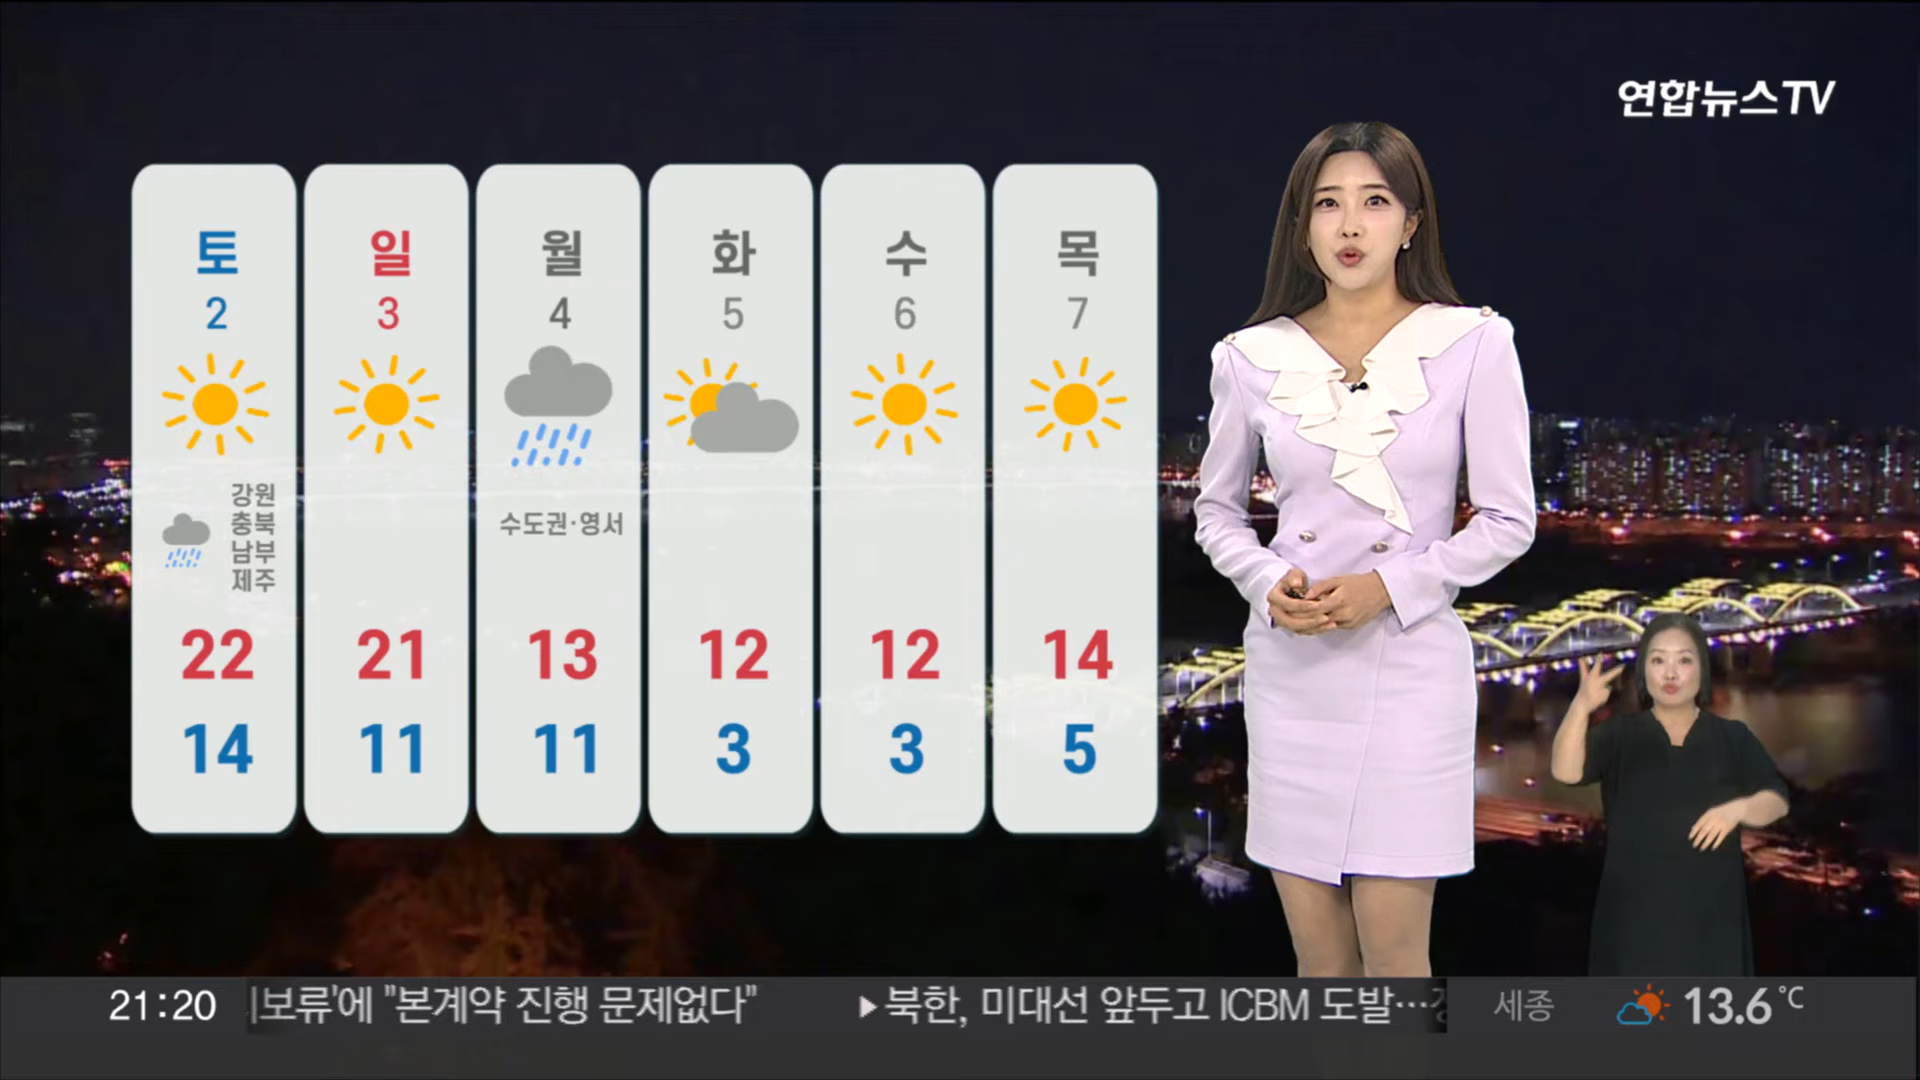 연합뉴스TV
토 일 월 화 수 목
2 3 4 5 6 7
강원
충북
남부
제주
수도권·영서
22 21 13 12 12 14
14 11 11 3 3 5
21:20 보류'에 "본계약 진행 문제없다" ▶북한, 미대선 앞두고 ICBM 도발… 세종 13.6℃